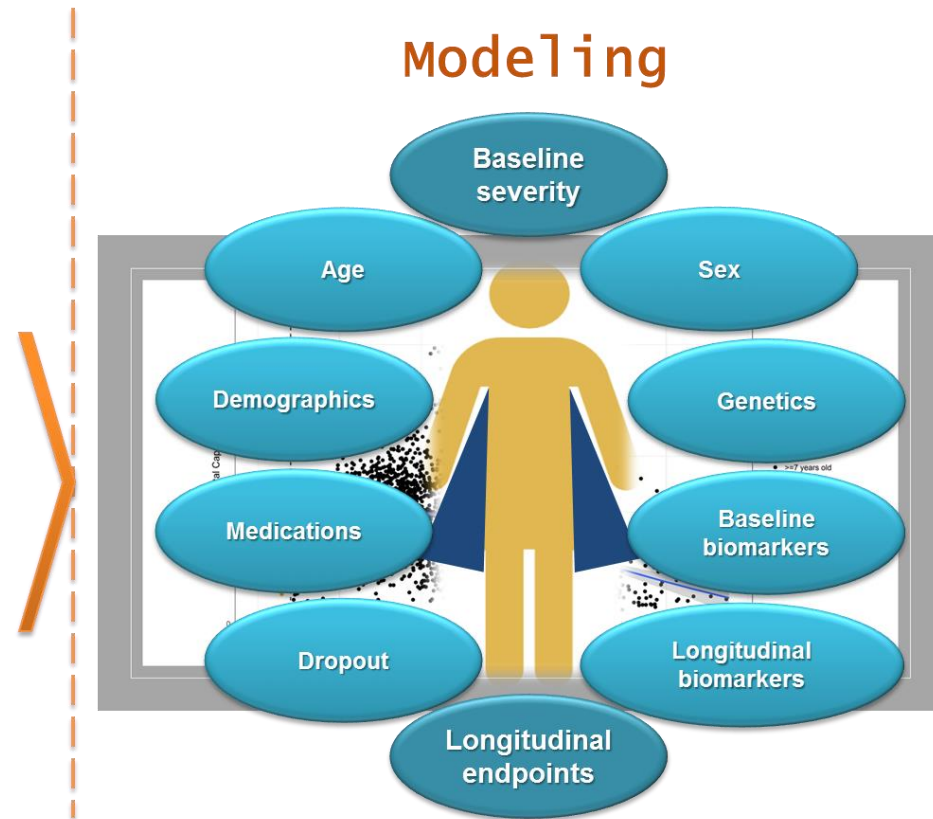 Modeling
Baseline
severity
Age
Sex
Demographics
Genetics
>=7 years old
Medications
Baseline
biomarkers
Dropout
Longitudinal
biomarkers
Longitudinal
endpoints